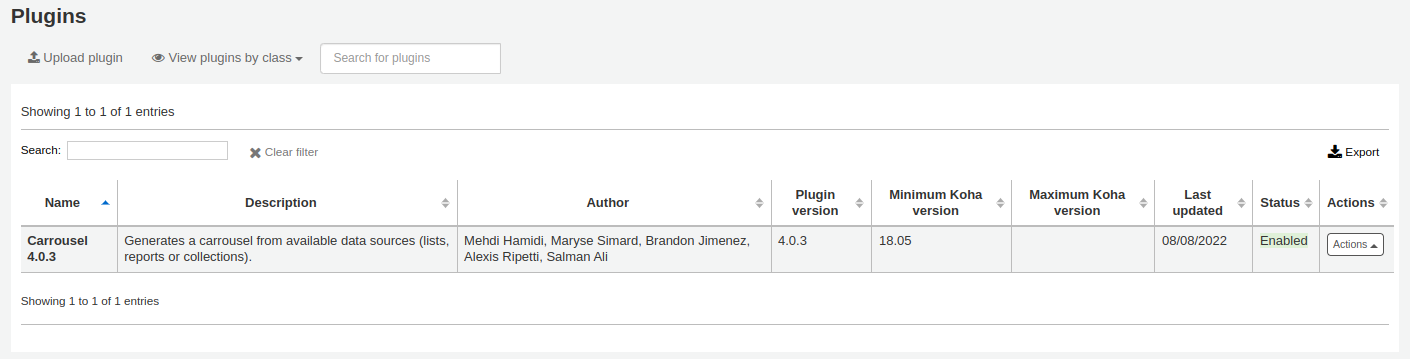 Plugins
Upload plugin View plugins by class Search for plugins
Showing 1 to 1 of 1 entries
Search: Clear filter Export
Name Description Author Plugin version Minimum Koha version Maximum Koha version Last updated Status Actions
Carrousel 4.0.3 Generates a carrousel from available data sources (lists, reports or collections). Mehdi Hamidi, Maryse Simard, Brandon Jimenez, Alexis Ripetti, Salman Ali 4.0.3 18.05 08/08/2022 Enabled Actions
Showing 1 to 1 of 1 entries